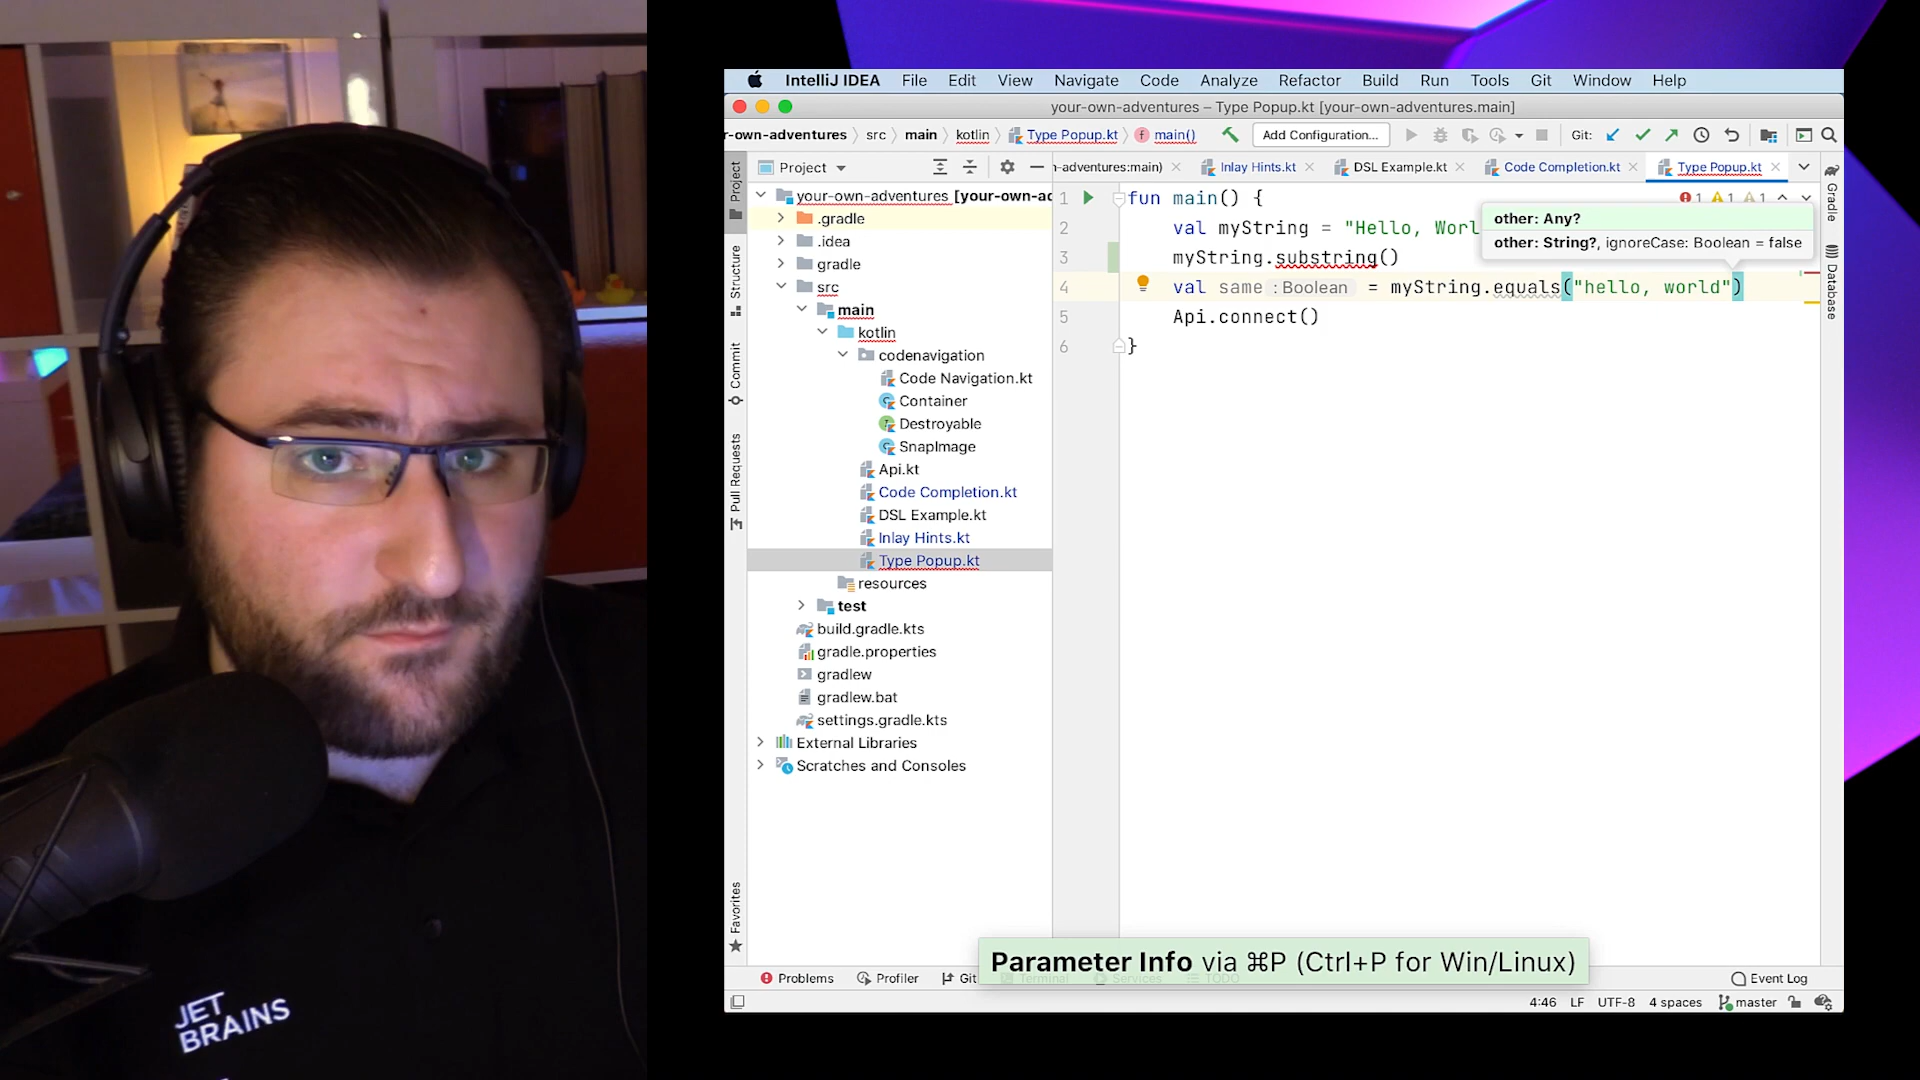 JET
BRAINS
IntelliJ IDEA File Edit View Navigate Code Analyze Refactor Build Run Tools Git Window Help
your-own-adventures – Type Popup.kt [your-own-adventures.main]
r-own-adventures src main kotlin Type Popup.kt main() Add Configuration... Git:
Project n-adventures:main) Inlay Hints.kt DSL Example.kt Code Completion.kt Type Popup.kt
Project
Structure
Commit
Pull Requests
Favorites
your-own-adventures [your-own-ad
.gradle
.idea
gradle
src
main
kotlin
codenavigation
Code Navigation.kt
Container
Destroyable
SnapImage
Api.kt
Code Completion.kt
DSL Example.kt
Inlay Hints.kt
Type Popup.kt
resources
test
build.gradle.kts
gradle.properties
gradlew
gradlew.bat
settings.gradle.kts
External Libraries
Scratches and Consoles
1 fun main() {
2 val myString = "Hello, Worl
3 myString.substring()
4 val same : Boolean = myString.equals("hello, world")
5 Api.connect()
6 }
1 1 1
other: Any?
other: String?, ignoreCase: Boolean = false
Gradle
Database
Parameter Info via ⌘P (Ctrl+P for Win/Linux)
Problems Profiler Git Terminal Services TODO Event Log
4:46 LF UTF-8 4 spaces master